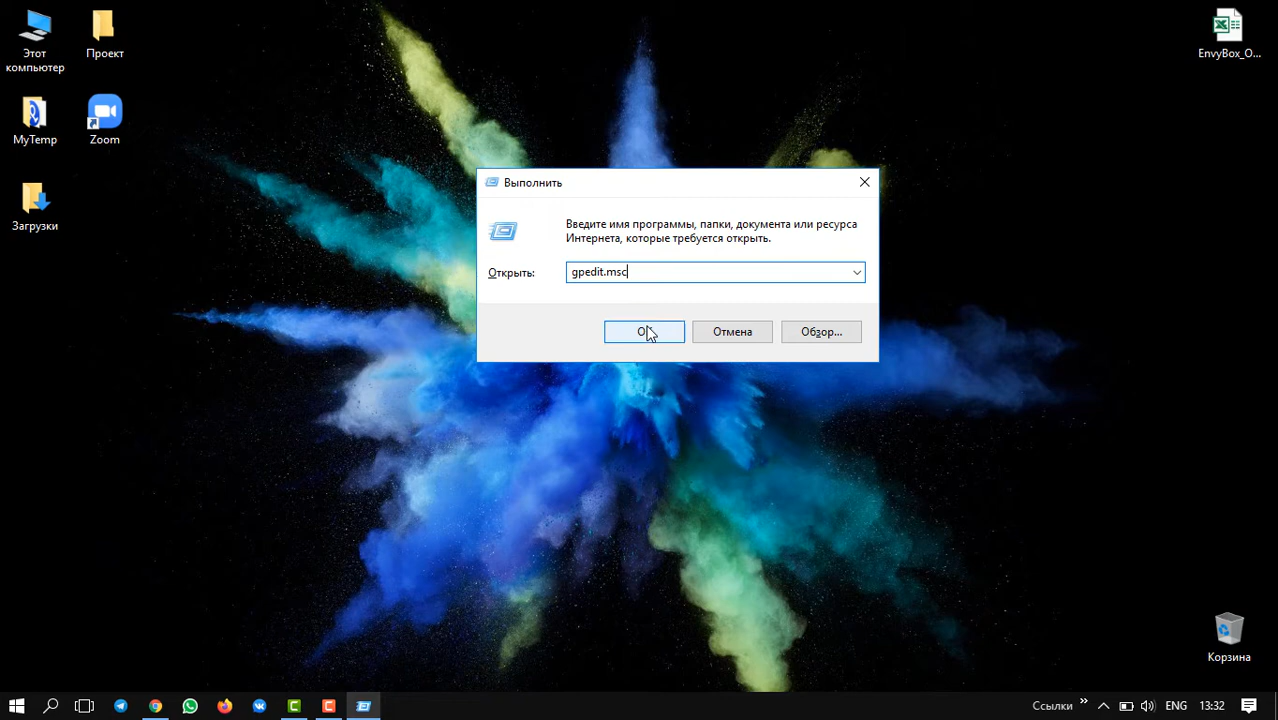 Этот
компьютер
Проект
EnvyBox_O...
MyTemp
Zoom
Загрузки
Выполнить
Введите имя программы, папки, документа или ресурса
Интернета, которые требуется открыть.
Открыть:
gpedit.msc
Отмена
Обзор...
Корзина
Ссылки
ENG
13:32